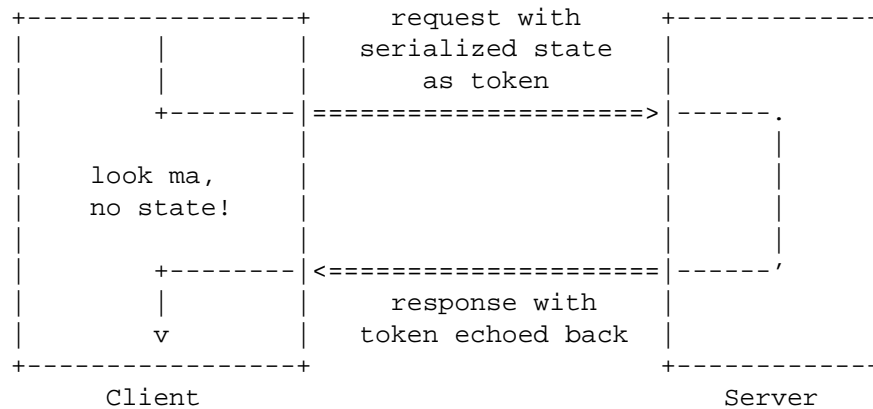 request with
serialized state
as token
look ma,
no state!
response with
token echoed back
Client
Server